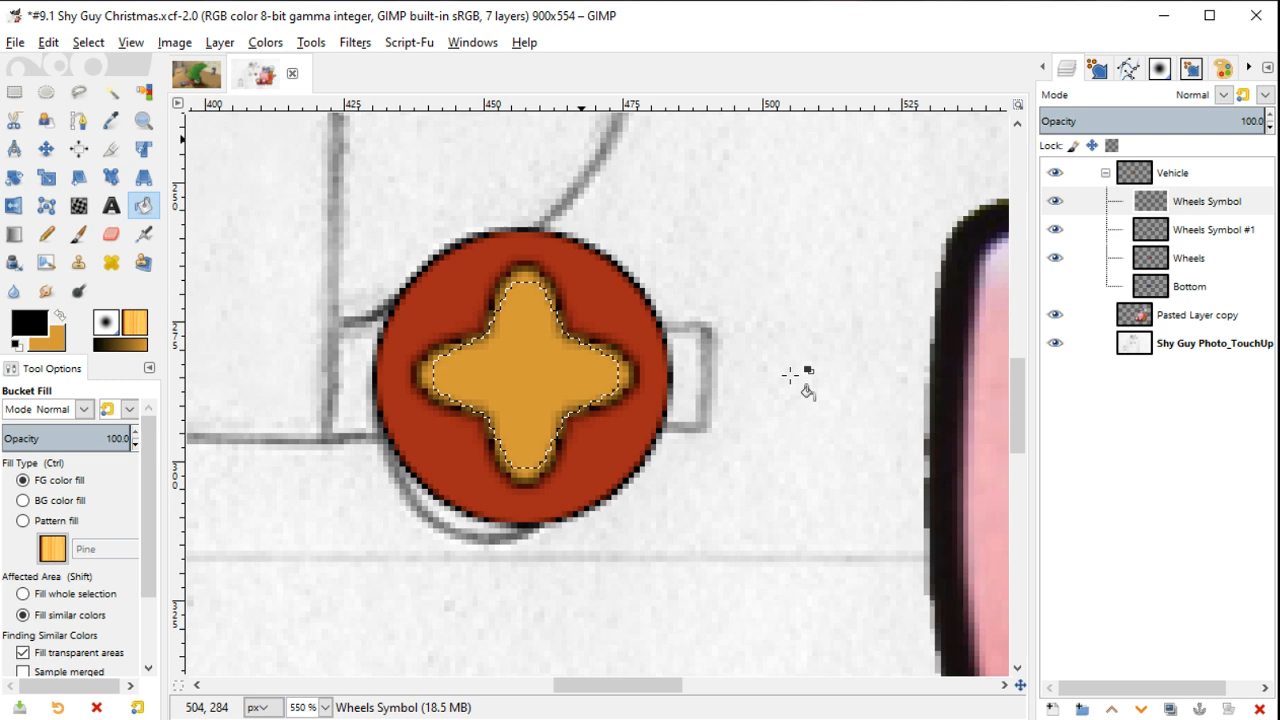 *#9.1 Shy Guy Christmas.xcf-2.0 (RGB color 8-bit gamma integer, GIMP built-in sRGB, 7 layers) 900x554 – GIMP
File Edit Select View Image Layer Colors Tools Filters Script-Fu Windows Help
400 425 450 475 500 525
250
275
300
325
Mode Normal
Opacity 100.0
Lock:
Vehicle
Wheels Symbol
Wheels Symbol #1
Wheels
Bottom
Pasted Layer copy
Shy Guy Photo_TouchUp
Tool Options
Bucket Fill
Mode Normal
Opacity 100.0
Fill Type (Ctrl)
FG color fill
BG color fill
Pattern fill
Pine
Affected Area (Shift)
Fill whole selection
Fill similar colors
Finding Similar Colors
Fill transparent areas
Sample merged
504, 284 px 550 % Wheels Symbol (18.5 MB)